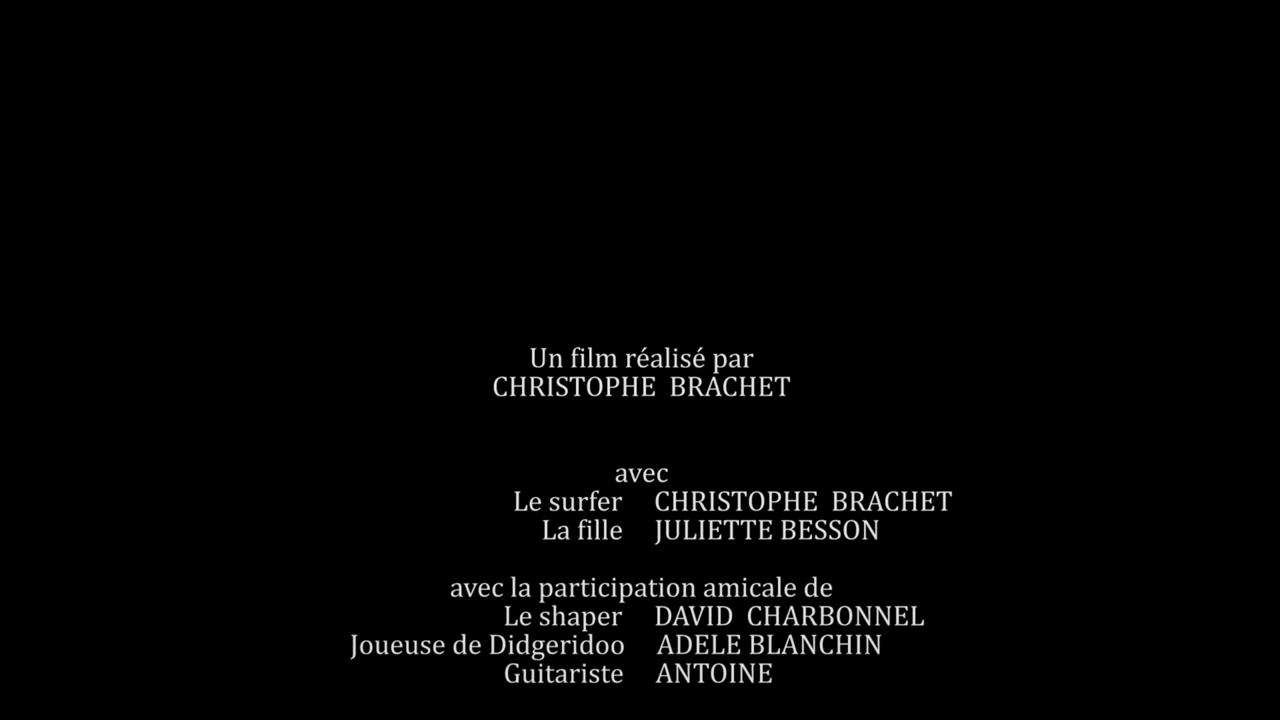 Un film réalisé par
CHRISTOPHE BRACHET
avec
Le surfer CHRISTOPHE BRACHET
La fille JULIETTE BESSON
avec la participation amicale de
Le shaper DAVID CHARBONNEL
Joueuse de Didgeridoo ADELE BLANCHIN
Guitariste ANTOINE